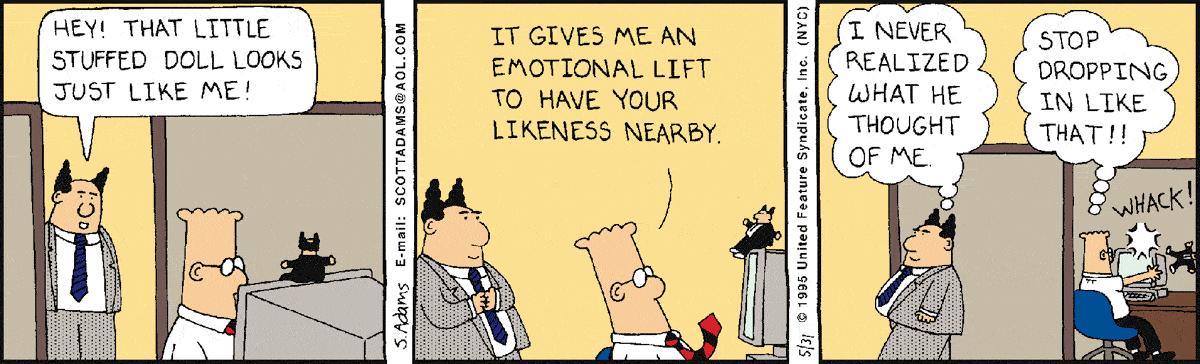 HEY! THAT LITTLE
STUFFED DOLL LOOKS
JUST LIKE ME!
S.Adams E-mail: SCOTTADAMS@AOL.COM
IT GIVES ME AN
EMOTIONAL LIFT
TO HAVE YOUR
LIKENESS NEARBY.
5/31 © 1995 United Feature Syndicate, Inc. (NYC)
I NEVER
REALIZED
WHAT HE
THOUGHT
OF ME.
STOP
DROPPING
IN LIKE
THAT!!
WHACK!